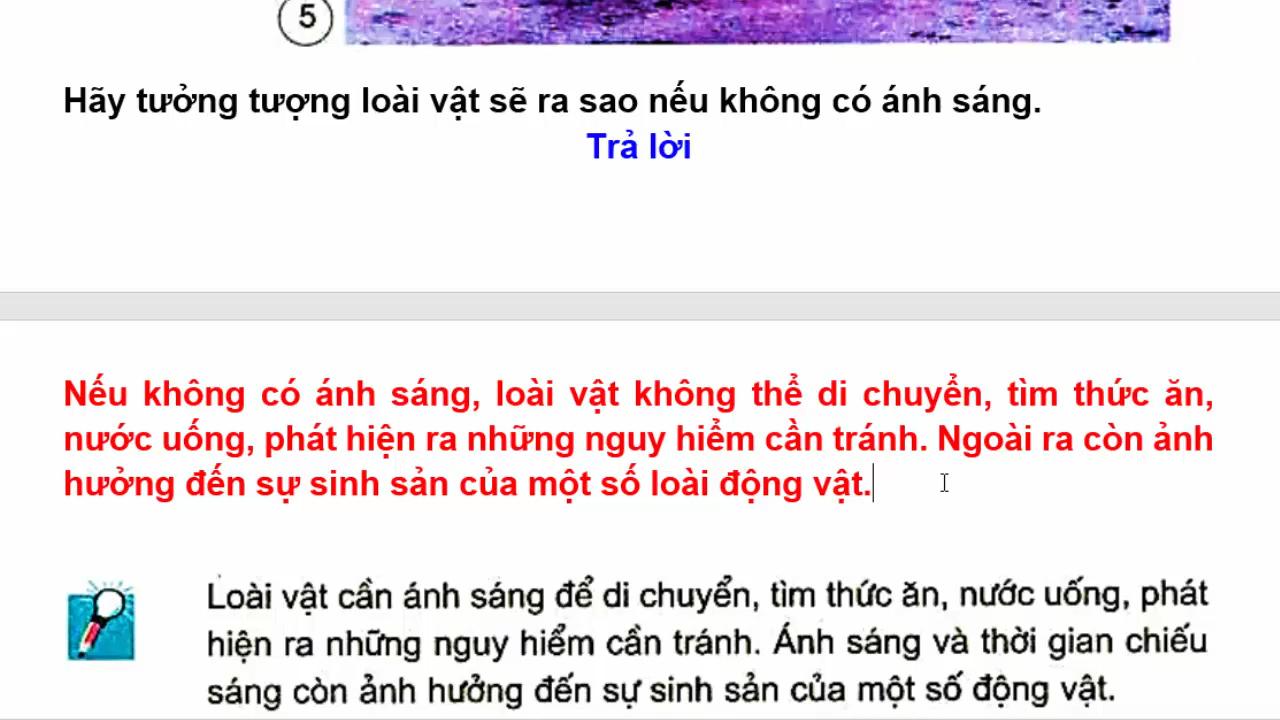 5
Hãy tưởng tượng loài vật sẽ ra sao nếu không có ánh sáng.
Trả lời
Nếu không có ánh sáng, loài vật không thể di chuyển, tìm thức ăn,
nước uống, phát hiện ra những nguy hiểm cần tránh. Ngoài ra còn ảnh
hưởng đến sự sinh sản của một số loài động vật.
Loài vật cần ánh sáng để di chuyển, tìm thức ăn, nước uống, phát
hiện ra những nguy hiểm cần tránh. Ánh sáng và thời gian chiếu
sáng còn ảnh hưởng đến sự sinh sản của một số động vật.